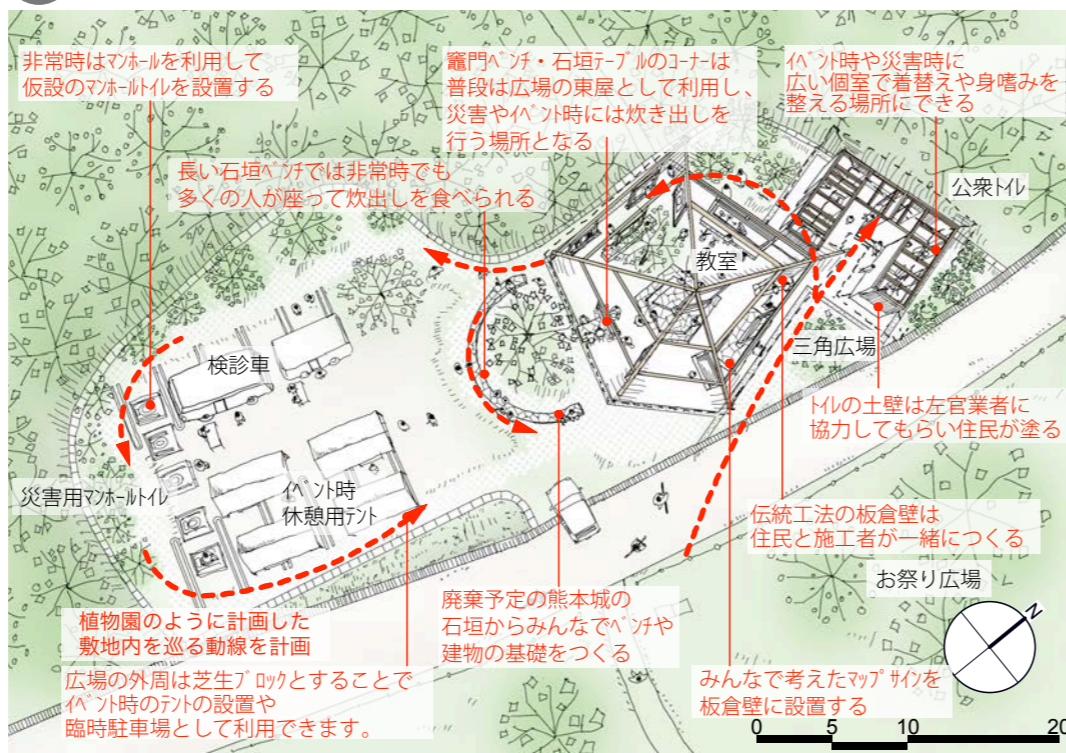 非常時はマンホールを利用して
仮設のマンホールトイレを設置する
竈門ベンチ・石垣テーブルのコーナーは
普段は広場の東屋として利用し、
災害やイベント時には炊き出しを
行う場所となる
イベント時や災害時に
広い個室で着替えや身嗜みを
整える場所にできる
長い石垣ベンチでは非常時でも
多くの人が座って炊出しを食べられる
公衆トイレ
教室
三角広場
検診車
トイレの土壁は左官業者に
協力してもらい住民が塗る
災害用マンホールトイレ
イベント時
休憩用テント
伝統工法の板倉壁は
住民と施工者が一緒につくる
お祭り広場
植物園のように計画した
敷地内を巡る動線を計画
広場の外周は芝生ブロックとすることで
イベント時のテントの設置や
臨時駐車場として利用できます。
廃棄予定の熊本城の
石垣からみんなでベンチや
建物の基礎をつくる
みんなで考えたマップサインを
板倉壁に設置する
N
0 5 10 20